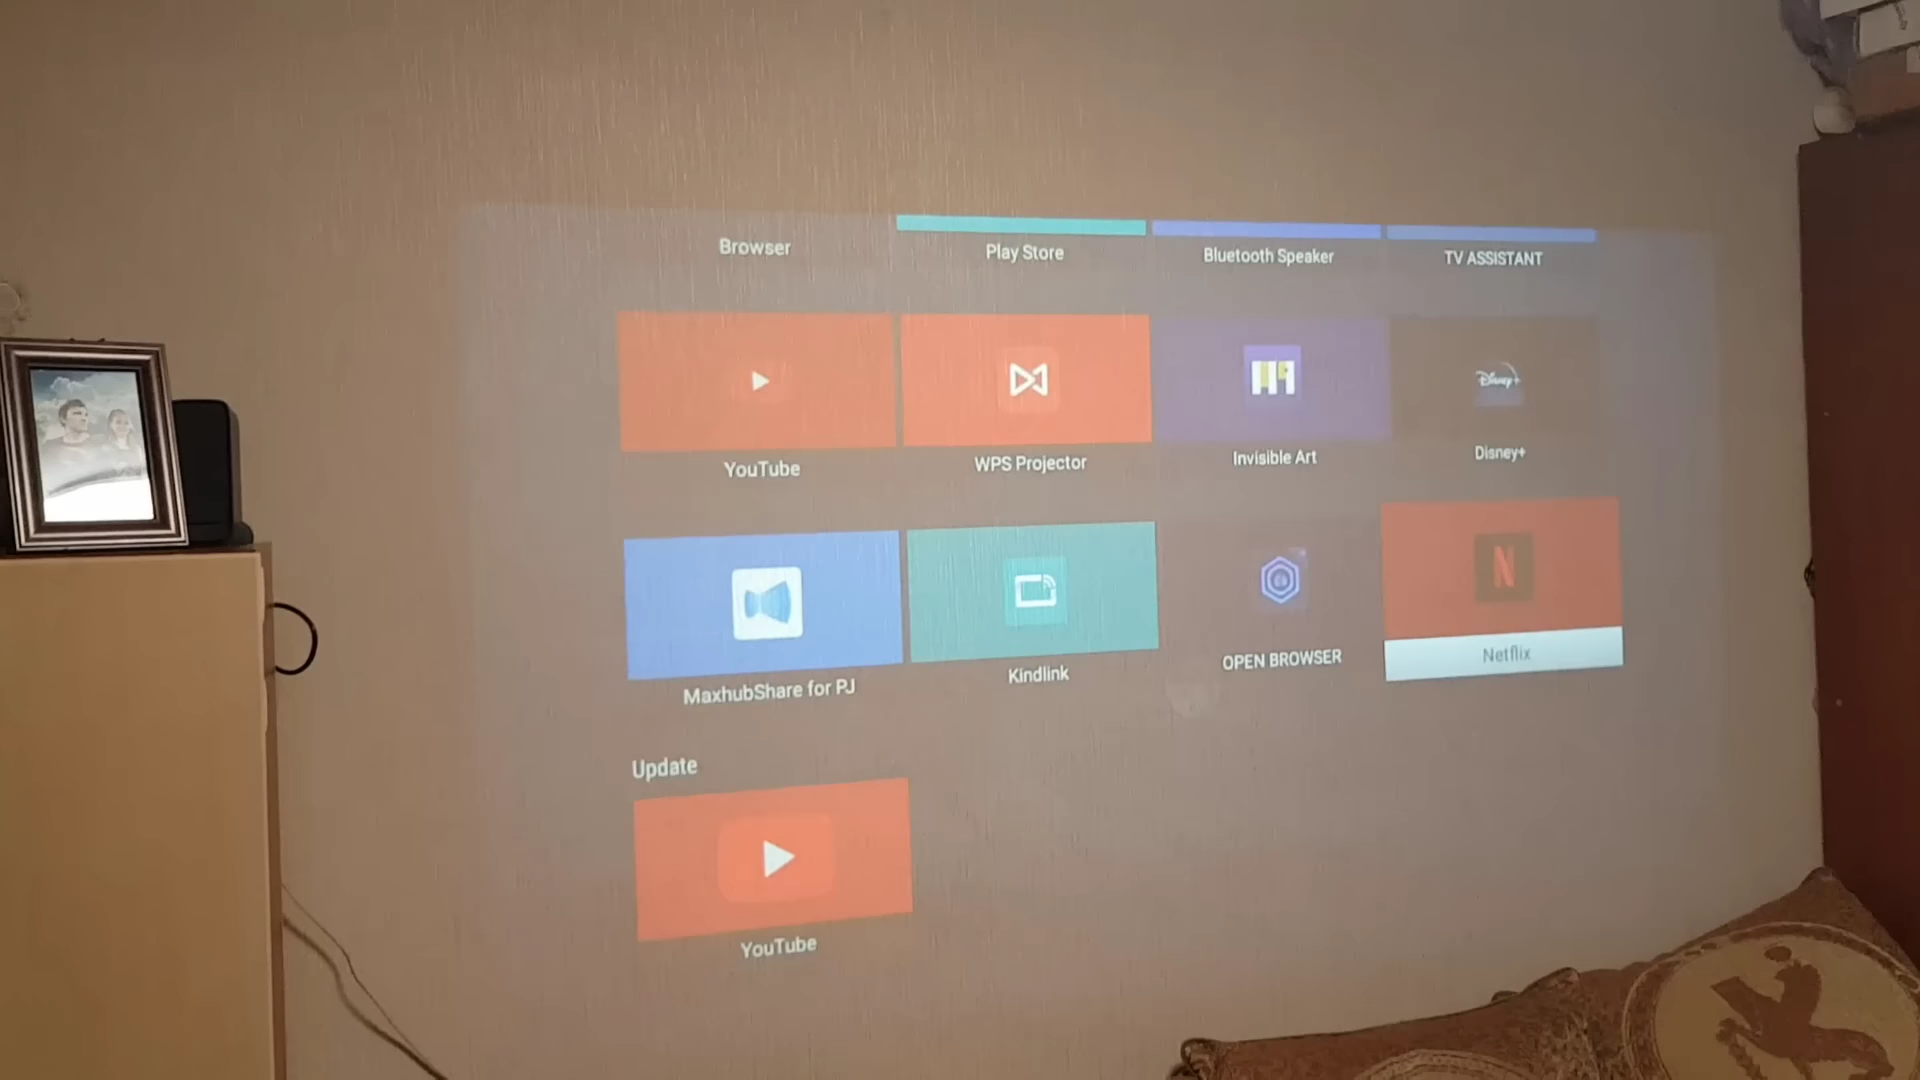 Browser
Play Store
Bluetooth Speaker
TV ASSISTANT
YouTube
WPS Projector
Invisible Art
Disney+
Disney+
N
MaxhubShare for PJ
Kindlink
OPEN BROWSER
Netflix
Update
YouTube